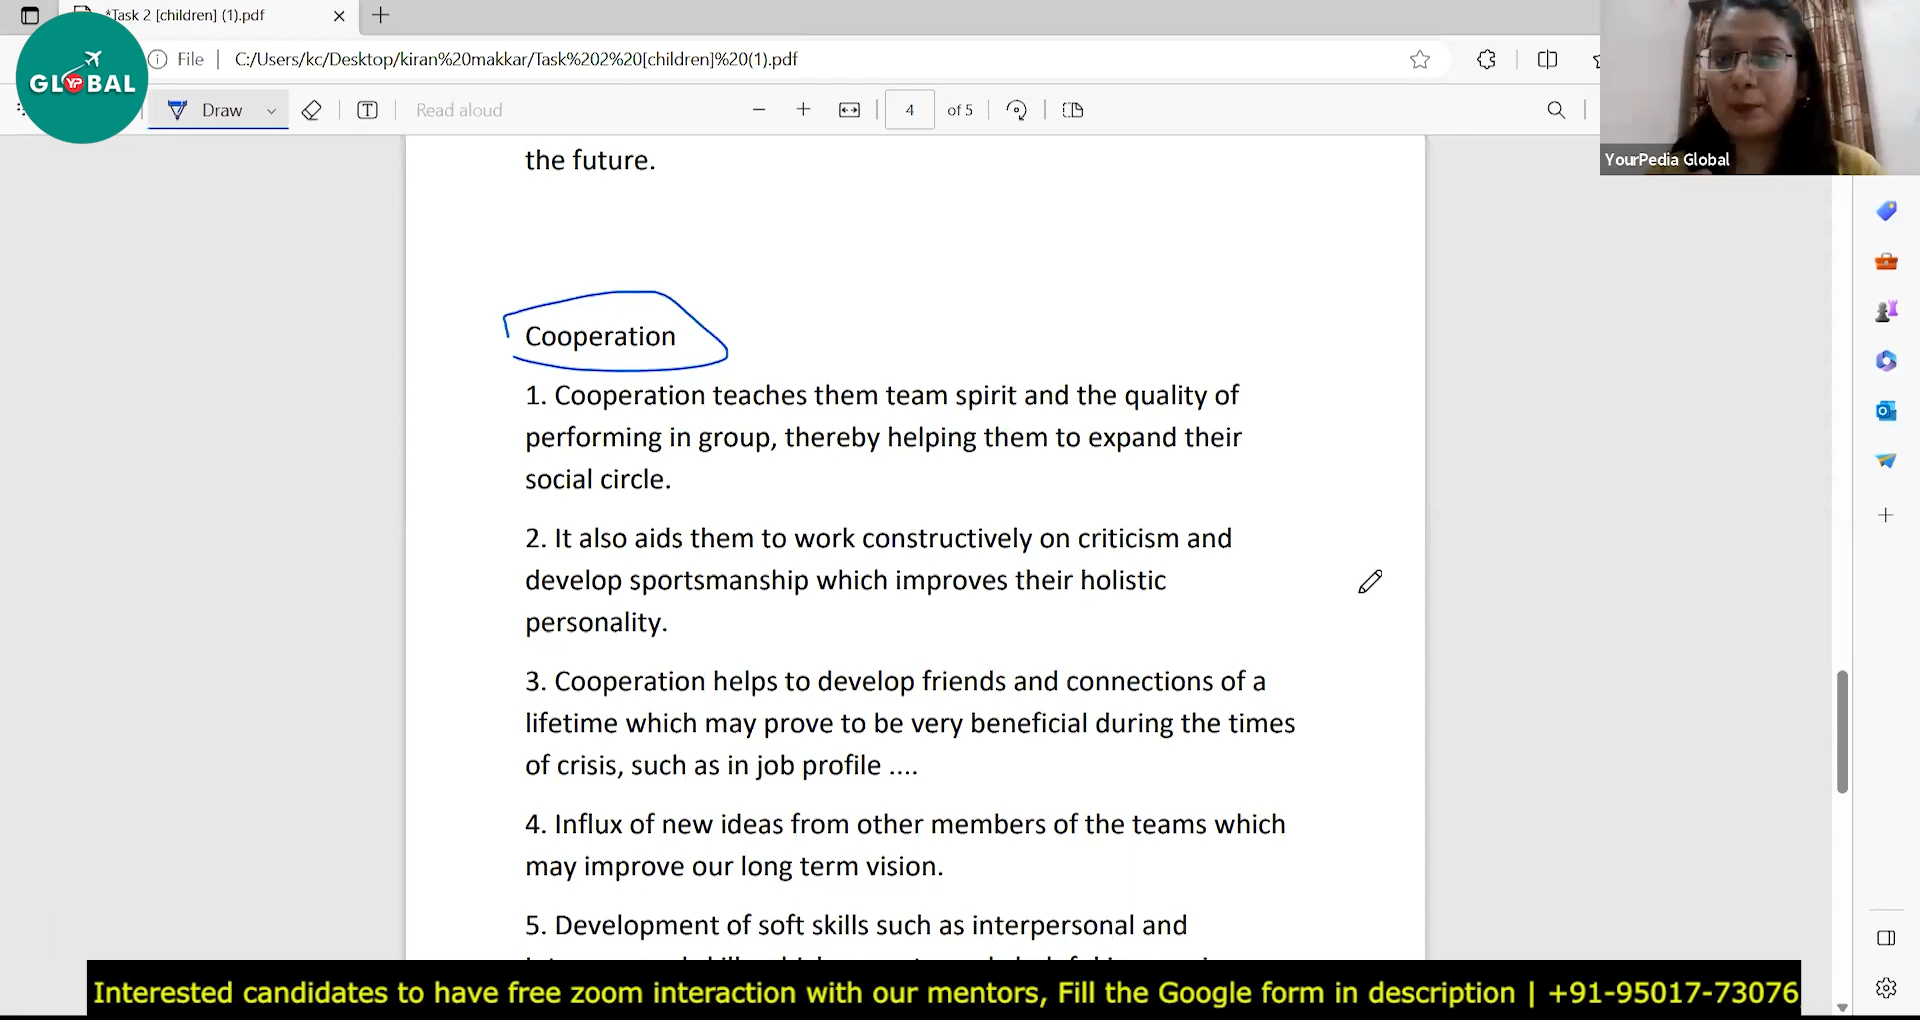 *Task 2 [children] (1).pdf
File
C:/Users/kc/Desktop/kiran%20makkar/Task%202%20[children]%20(1).pdf
GLOBAL
YP
Draw
Read aloud
4
of 5
YourPedia Global
the future.
Cooperation
1. Cooperation teaches them team spirit and the quality of
performing in group, thereby helping them to expand their
social circle.
2. It also aids them to work constructively on criticism and
develop sportsmanship which improves their holistic
personality.
3. Cooperation helps to develop friends and connections of a
lifetime which may prove to be very beneficial during the times
of crisis, such as in job profile ....
4. Influx of new ideas from other members of the teams which
may improve our long term vision.
5. Development of soft skills such as interpersonal and
Interested candidates to have free zoom interaction with our mentors, Fill the Google form in description | +91-95017-73076